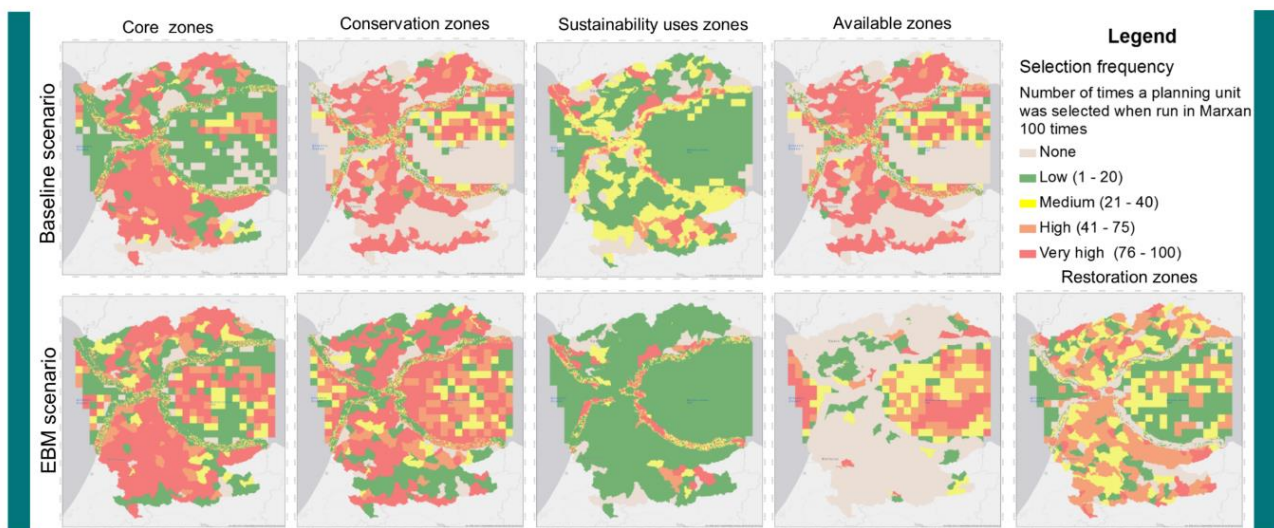 Core zones
Conservation zones
Sustainability uses zones
Available zones
Legend
Selection frequency
Number of times a planning unit
was selected when run in Marxan
100 times
None
Low (1 - 20)
Medium (21 - 40)
High (41 - 75)
Very high (76 - 100)
Restoration zones
Baseline scenario
EBM scenario